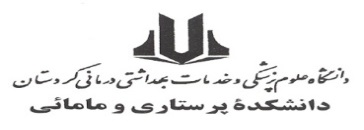 دانشگاه علوم پزشکی و خدمات بهداشتی درمانی کردستان
دانشکدهٔ پرستاری و مامائی